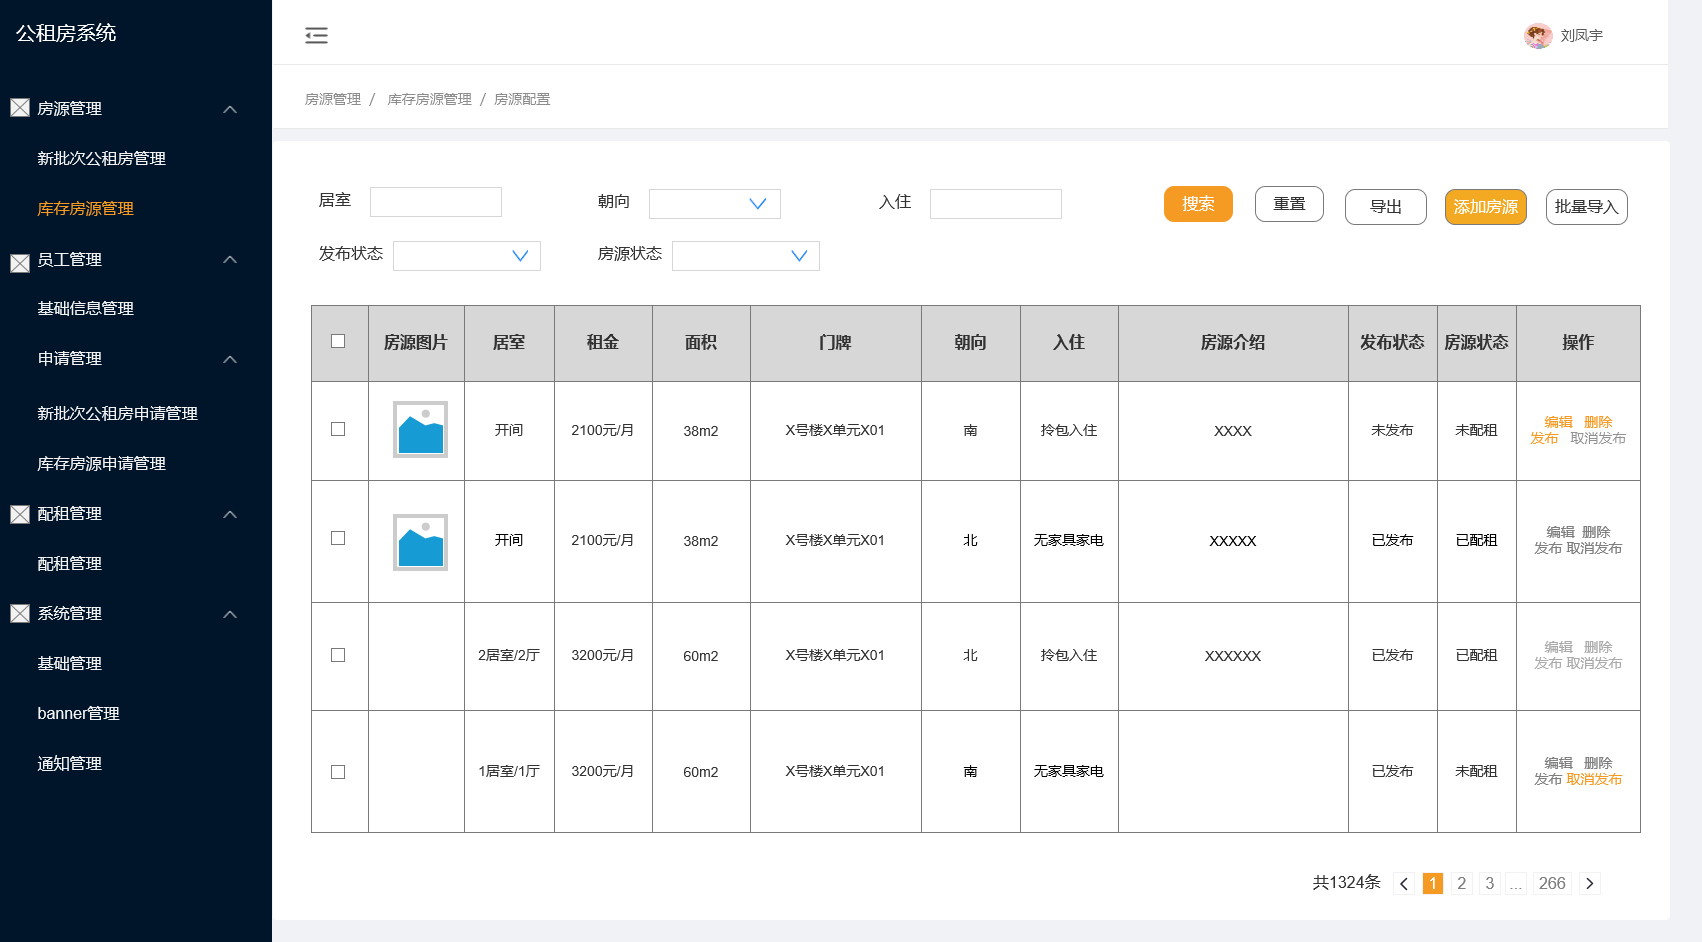 公租房系统
房源管理
新批次公租房管理
库存房源管理
员工管理
基础信息管理
申请管理
新批次公租房申请管理
库存房源申请管理
配租管理
配租管理
系统管理
基础管理
banner管理
通知管理
刘凤宇
房源管理 / 库存房源管理 / 房源配置
居室 朝向 入住 搜索 重置 导出 添加房源 批量导入
发布状态 房源状态
房源图片 居室 租金 面积 门牌 朝向 入住 房源介绍 发布状态 房源状态 操作
开间 2100元/月 38m2 X号楼X单元X01 南 拎包入住 XXXX 未发布 未配租 编辑 删除
发布 取消发布
开间 2100元/月 38m2 X号楼X单元X01 北 无家具家电 XXXXX 已发布 已配租 编辑 删除
发布 取消发布
2居室/2厅 3200元/月 60m2 X号楼X单元X01 北 拎包入住 XXXXXX 已发布 已配租 编辑 删除
发布 取消发布
1居室/1厅 3200元/月 60m2 X号楼X单元X01 南 无家具家电 已发布 未配租 编辑 删除
发布 取消发布
共1324条 1 2 3 ... 266